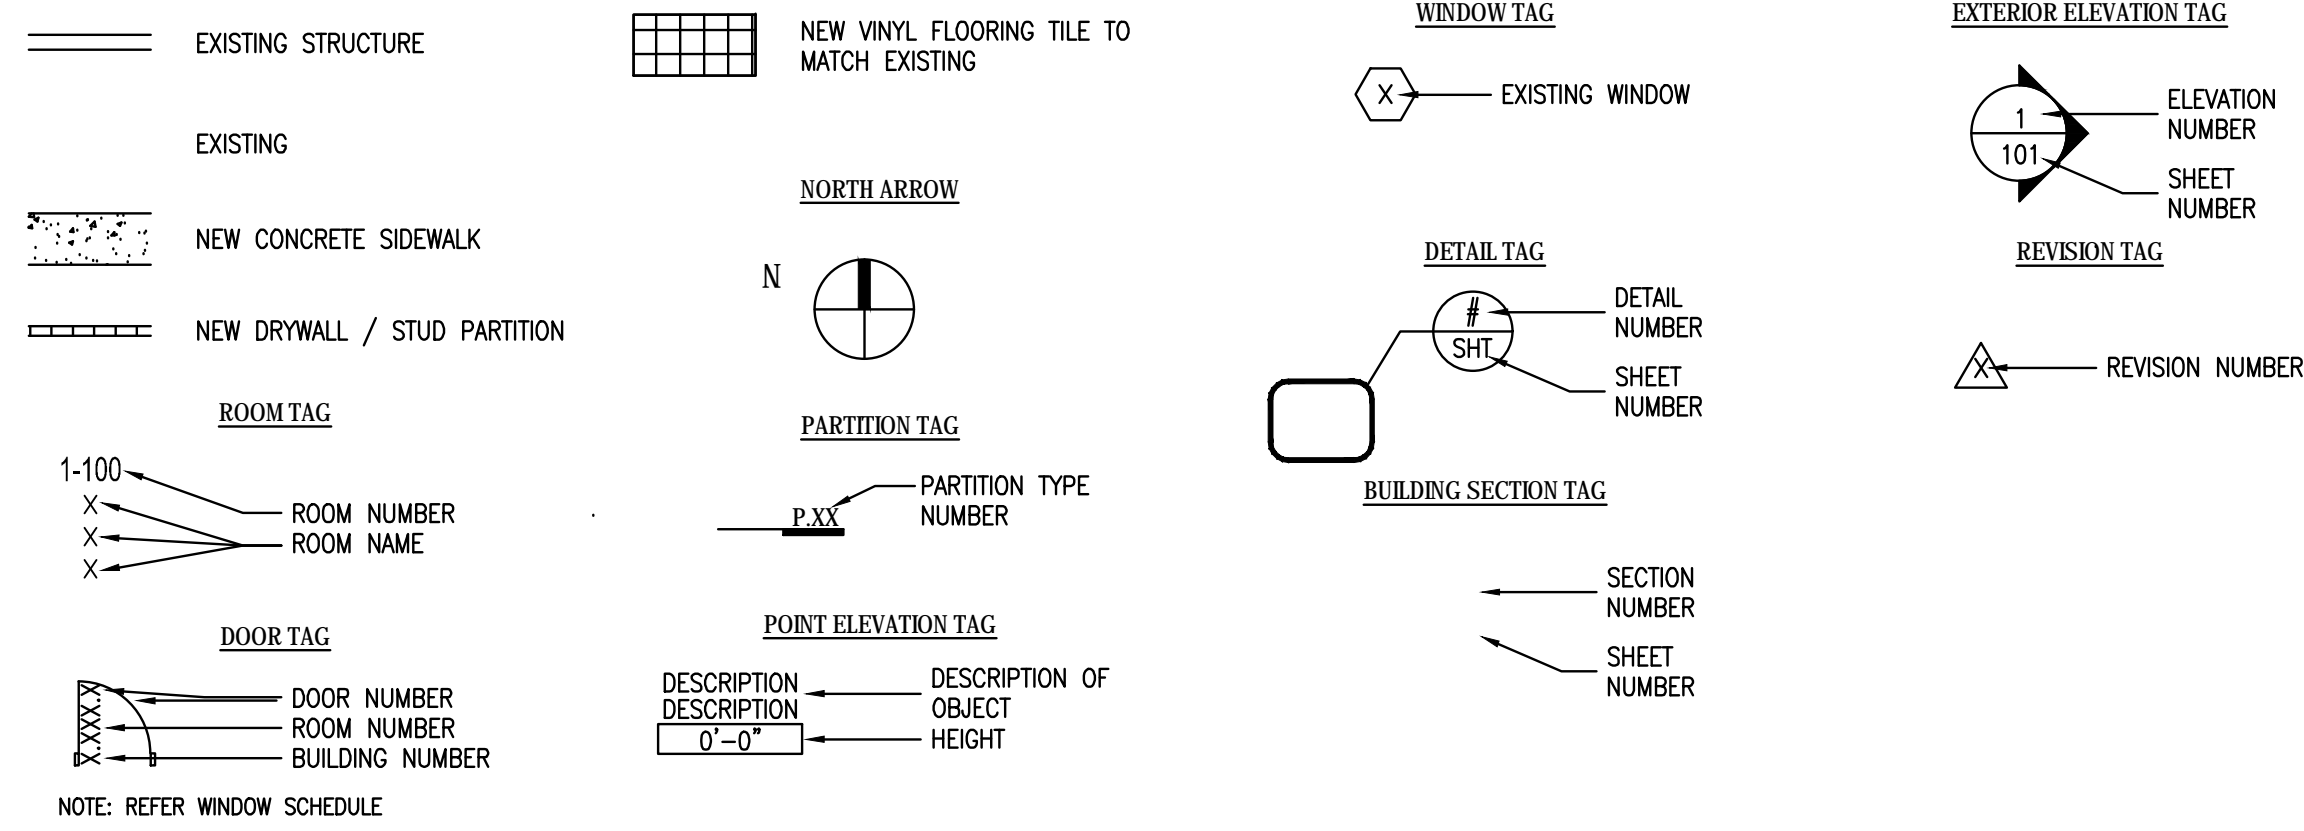 EXISTING STRUCTURE
EXISTING
NEW CONCRETE SIDEWALK
NEW DRYWALL / STUD PARTITION
ROOM TAG
1-100
X
X
X
ROOM NUMBER
ROOM NAME
DOOR TAG
X
X
X
X
X
DOOR NUMBER
ROOM NUMBER
BUILDING NUMBER
NOTE: REFER WINDOW SCHEDULE
NEW VINYL FLOORING TILE TO
MATCH EXISTING
NORTH ARROW
N
PARTITION TAG
P.XX
PARTITION TYPE
NUMBER
POINT ELEVATION TAG
DESCRIPTION
DESCRIPTION
0'-0"
DESCRIPTION OF
OBJECT
HEIGHT
WINDOW TAG
X
EXISTING WINDOW
DETAIL TAG
#
SHT
DETAIL
NUMBER
SHEET
NUMBER
BUILDING SECTION TAG
SECTION
NUMBER
SHEET
NUMBER
EXTERIOR ELEVATION TAG
1
101
ELEVATION
NUMBER
SHEET
NUMBER
REVISION TAG
X
REVISION NUMBER